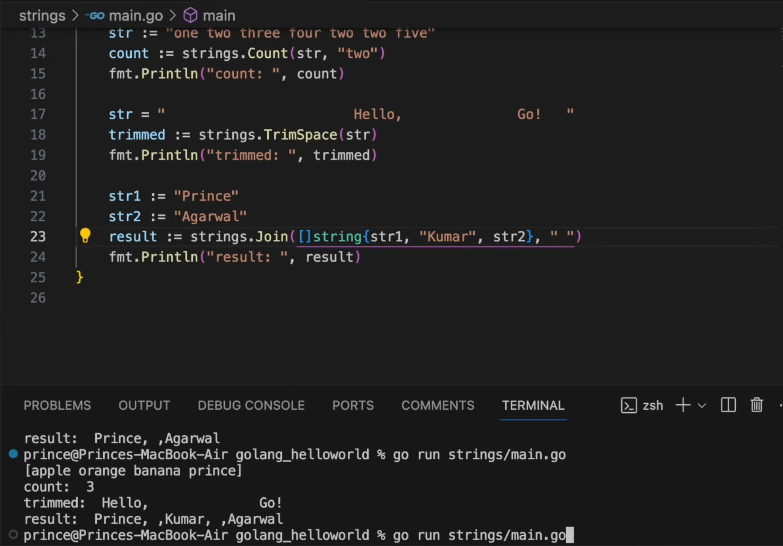 strings > GO main.go > main
13 str := "one two three four two two five"
14 count := strings.Count(str, "two")
15 fmt.Println("count: ", count)
16
17 str = "                       Hello,              Go!   "
18 trimmed := strings.TrimSpace(str)
19 fmt.Println("trimmed: ", trimmed)
20
21 str1 := "Prince"
22 str2 := "Agarwal"
23 result := strings.Join([]string{str1, "Kumar", str2}, " ")
24 fmt.Println("result: ", result)
25 }
26
PROBLEMS OUTPUT DEBUG CONSOLE PORTS COMMENTS TERMINAL zsh
result:  Prince, ,Agarwal
prince@Princes-MacBook-Air golang_helloworld % go run strings/main.go
[apple orange banana prince]
count:  3
trimmed:  Hello,              Go!
result:  Prince, ,Kumar, ,Agarwal
prince@Princes-MacBook-Air golang_helloworld % go run strings/main.go